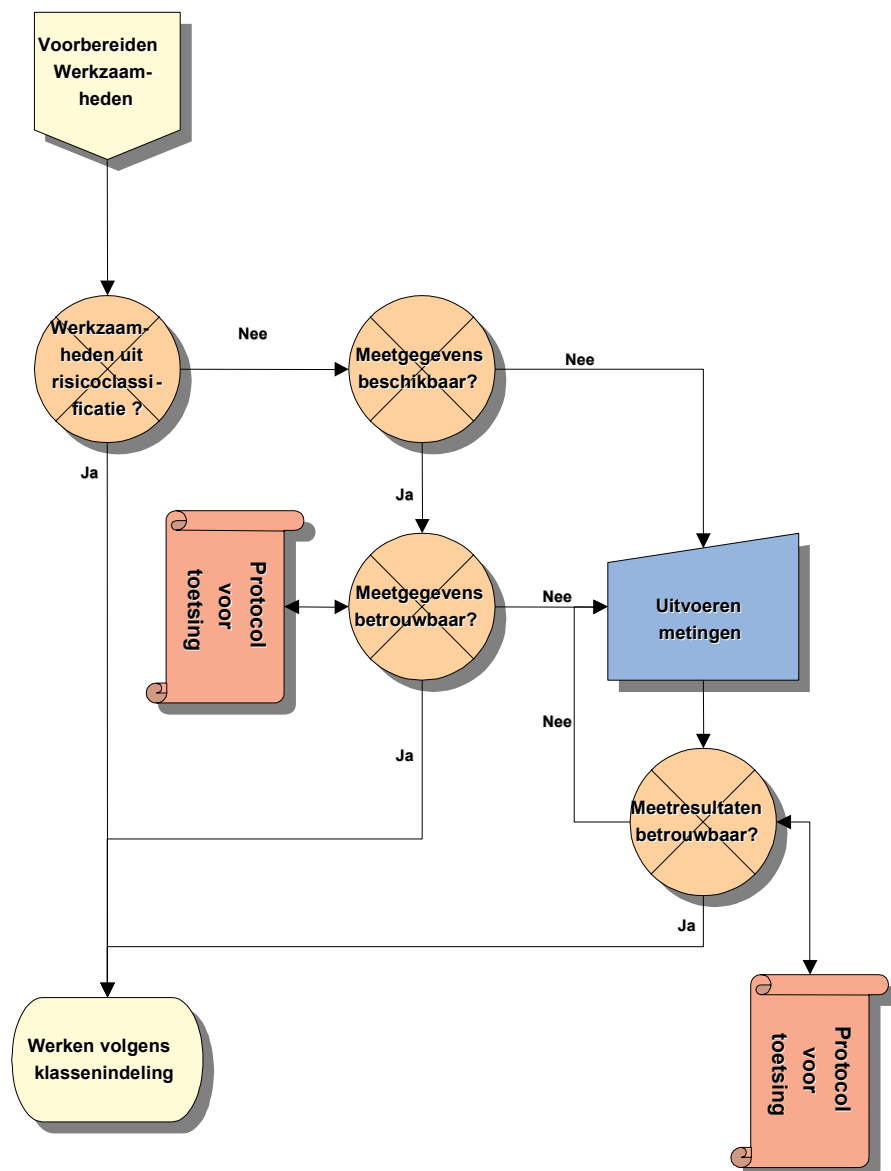 Voorbereiden
Werkzaam-
heden
Werkzaam-
heden uit
risicoclassi-
ficatie ?
Nee
Meetgegevens
beschikbaar?
Nee
Ja
Ja
Protocol
voor
toetsing
Meetgegevens
betrouwbaar?
Nee
Uitvoeren
metingen
Ja
Nee
Meetresultaten
betrouwbaar?
Ja
Werken volgens
klassenindeling
Protocol
voor
toetsing